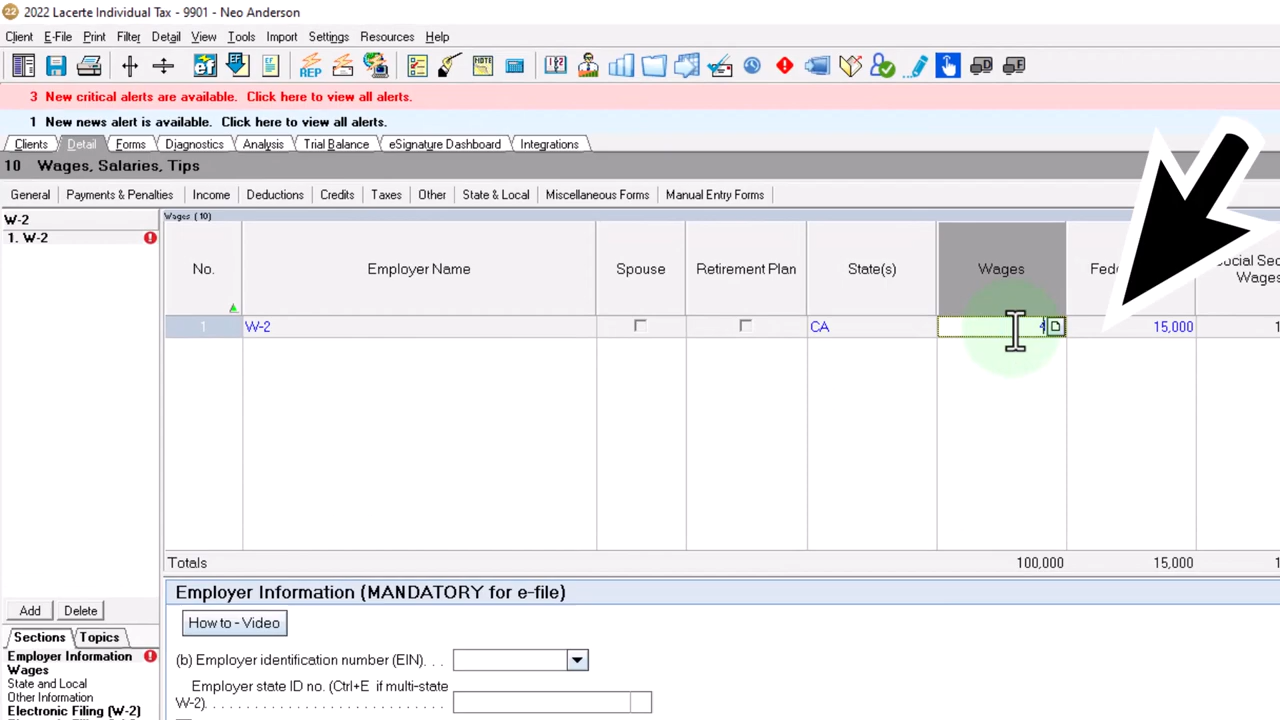 2022 Lacerte Individual Tax - 9901 - Neo Anderson
Client E-File Print Filter Detail View Tools Import Settings Resources Help
REP
3 New critical alerts are available. Click here to view all alerts.
1 New news alert is available. Click here to view all alerts.
Clients Detail Forms Diagnostics Analysis Trial Balance eSignature Dashboard Integrations
10 Wages, Salaries, Tips
General Payments & Penalties Income Deductions Credits Taxes Other State & Local Miscellaneous Forms Manual Entry Forms
W-2
1. W-2
Wages (10)
No. Employer Name Spouse Retirement Plan State(s) Wages
Wages
1 W-2 CA 15,000
Totals 100,000 15,000
Employer Information (MANDATORY for e-file)
How to - Video
(b) Employer identification number (EIN). . .
Employer state ID no. (Ctrl+E if multi-state
W-2). . . . . . . . . . . . . . . . . . . . . . . . . . .
Add Delete
Sections Topics
Employer Information
Wages
State and Local
Other Information
Electronic Filing (W-2)